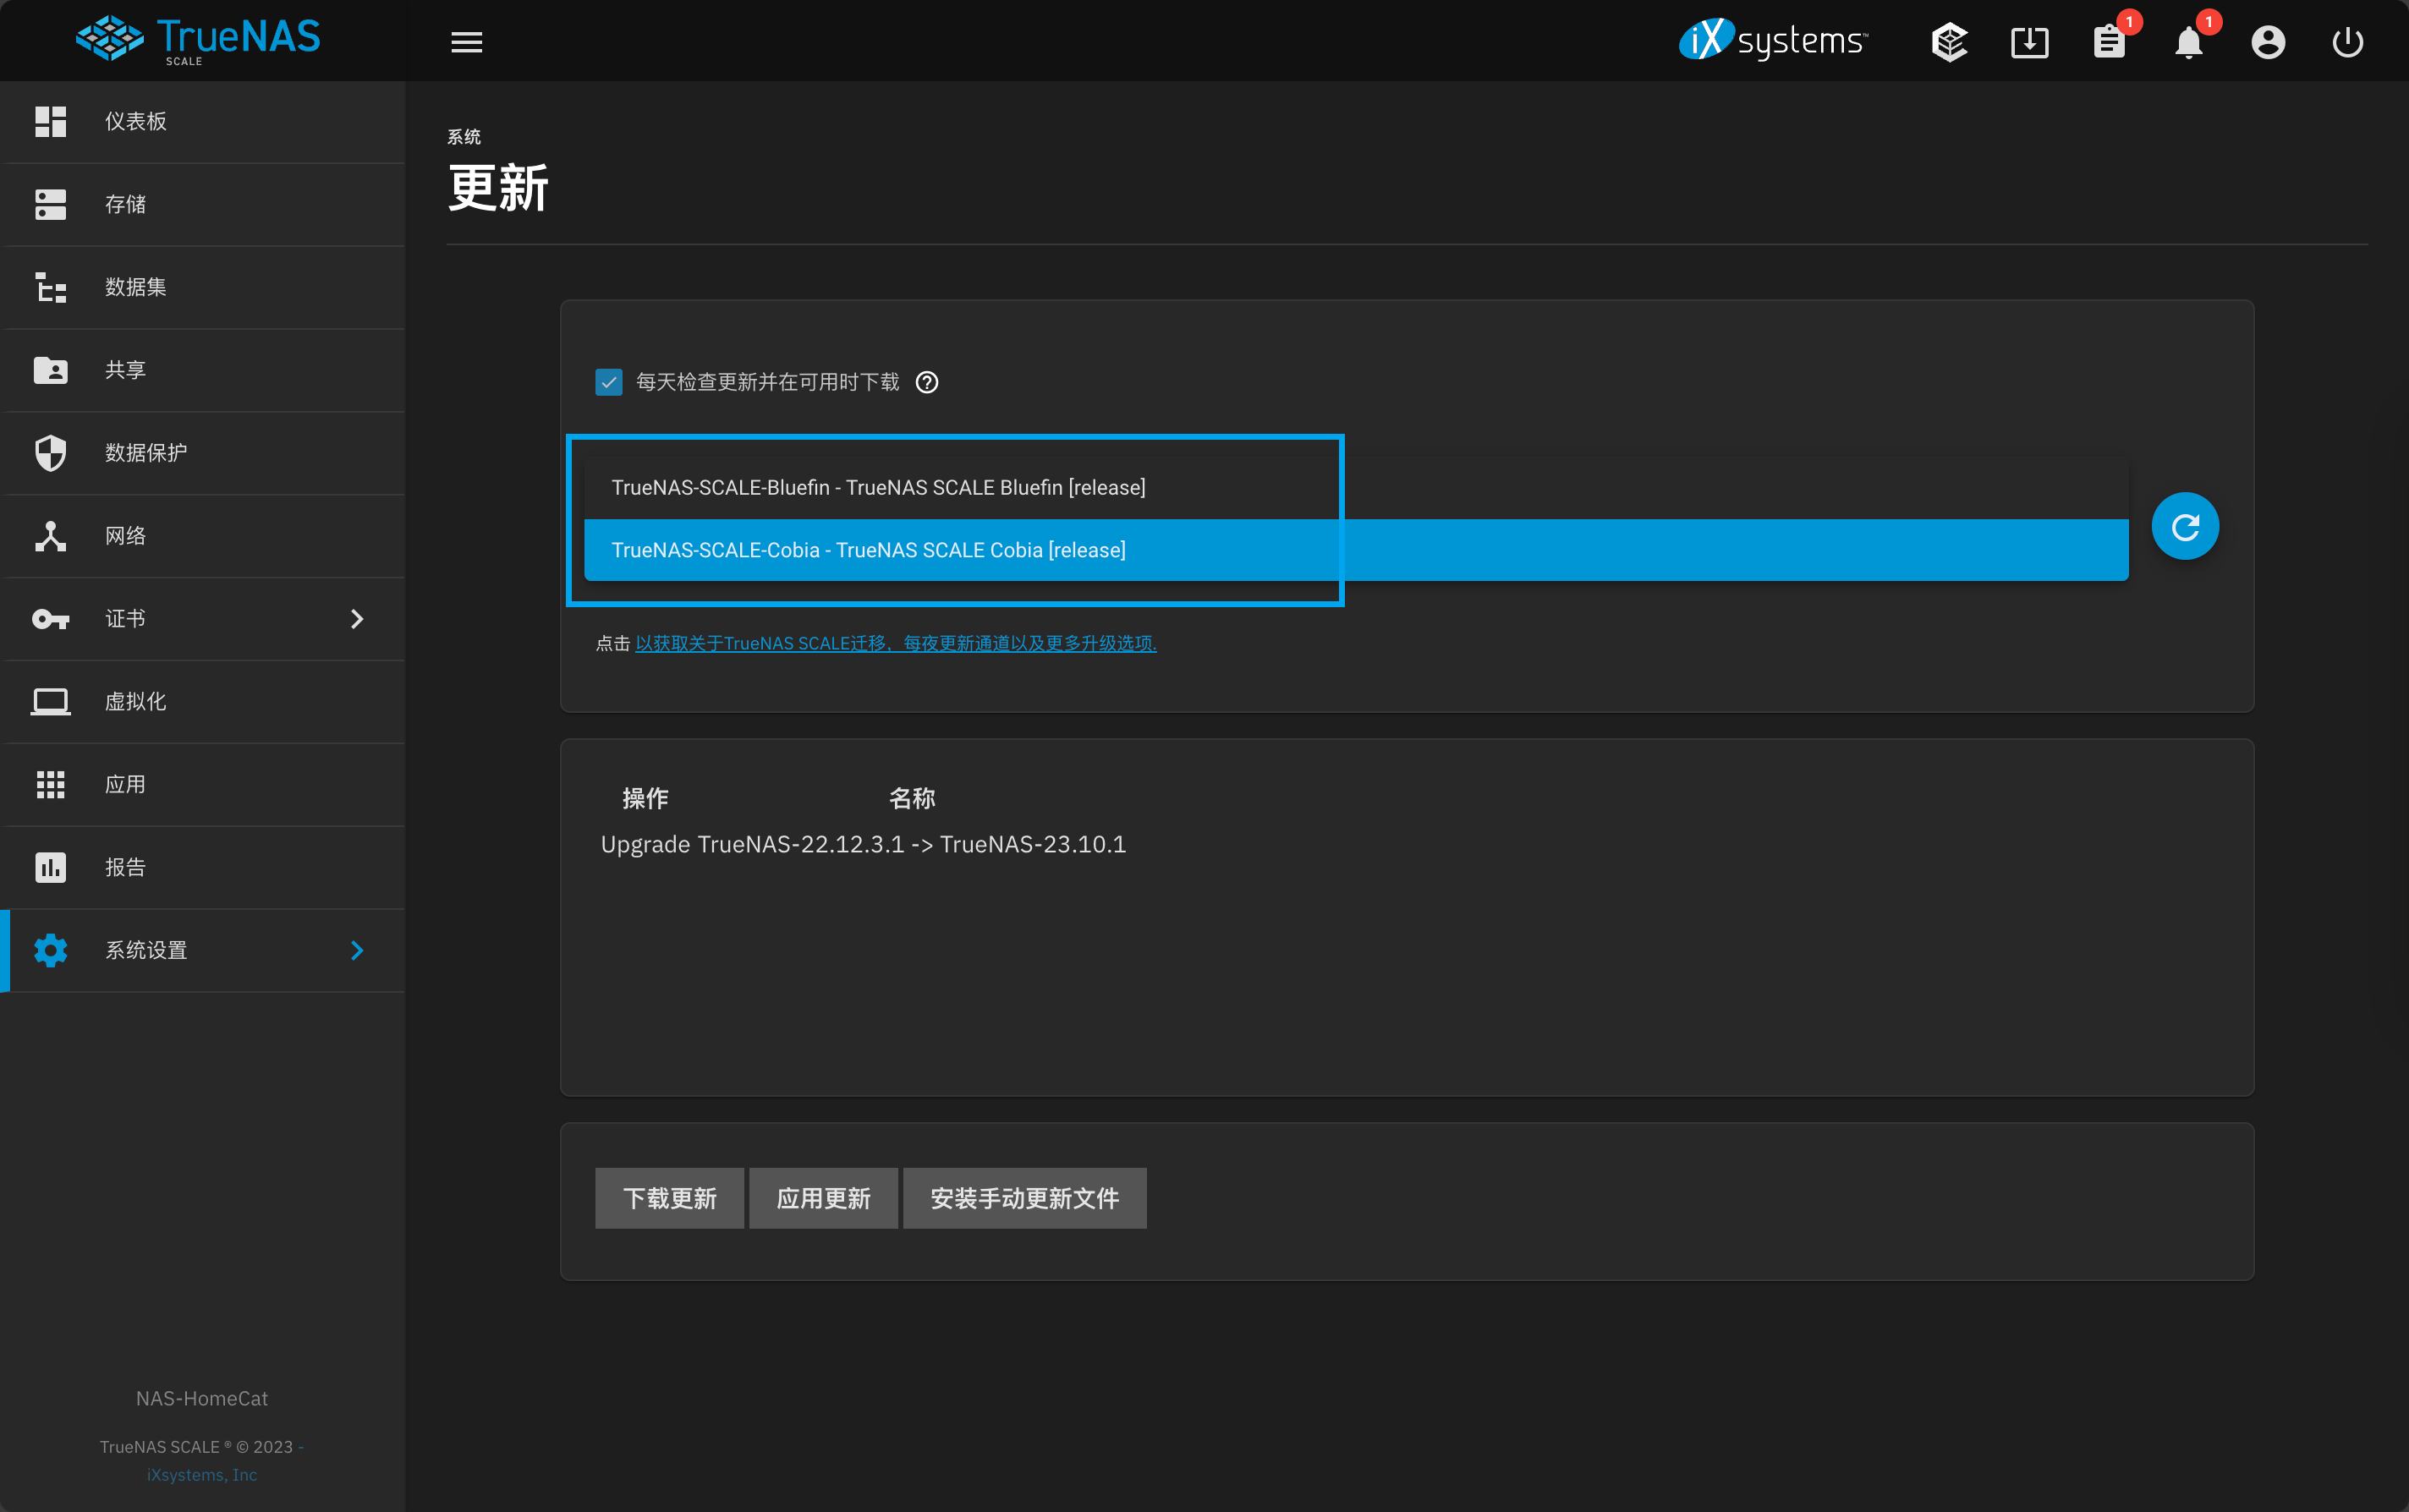 TrueNAS
SCALE
iXsystems™
1
1
仪表板
存储
数据集
共享
数据保护
网络
证书
虚拟化
应用
报告
系统设置
NAS-HomeCat
TrueNAS SCALE ® © 2023 -
iXsystems, Inc
系统
更新
每天检查更新并在可用时下载
TrueNAS-SCALE-Bluefin - TrueNAS SCALE Bluefin [release]
TrueNAS-SCALE-Cobia - TrueNAS SCALE Cobia [release]
点击 以获取关于TrueNAS SCALE迁移，每夜更新通道以及更多升级选项.
操作 名称
Upgrade TrueNAS-22.12.3.1 -> TrueNAS-23.10.1
下载更新 应用更新 安装手动更新文件